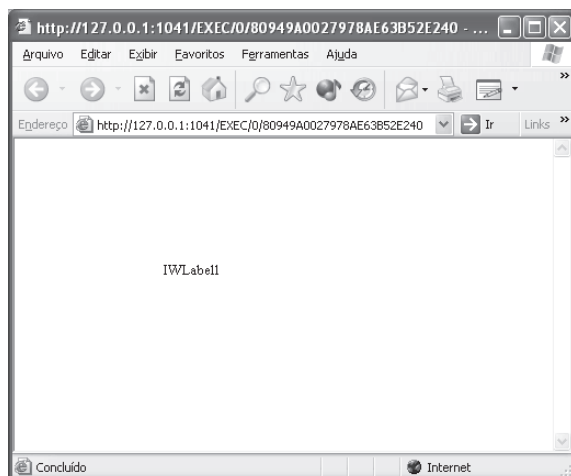 http://127.0.0.1:1041/EXEC/0/80949A0027978AE63B52E240 - ...
Arquivo Editar Exibir Favoritos Ferramentas Ajuda
Endereço http://127.0.0.1:1041/EXEC/0/80949A0027978AE63B52E240 Ir Links
IWLabel1
Concluído Internet